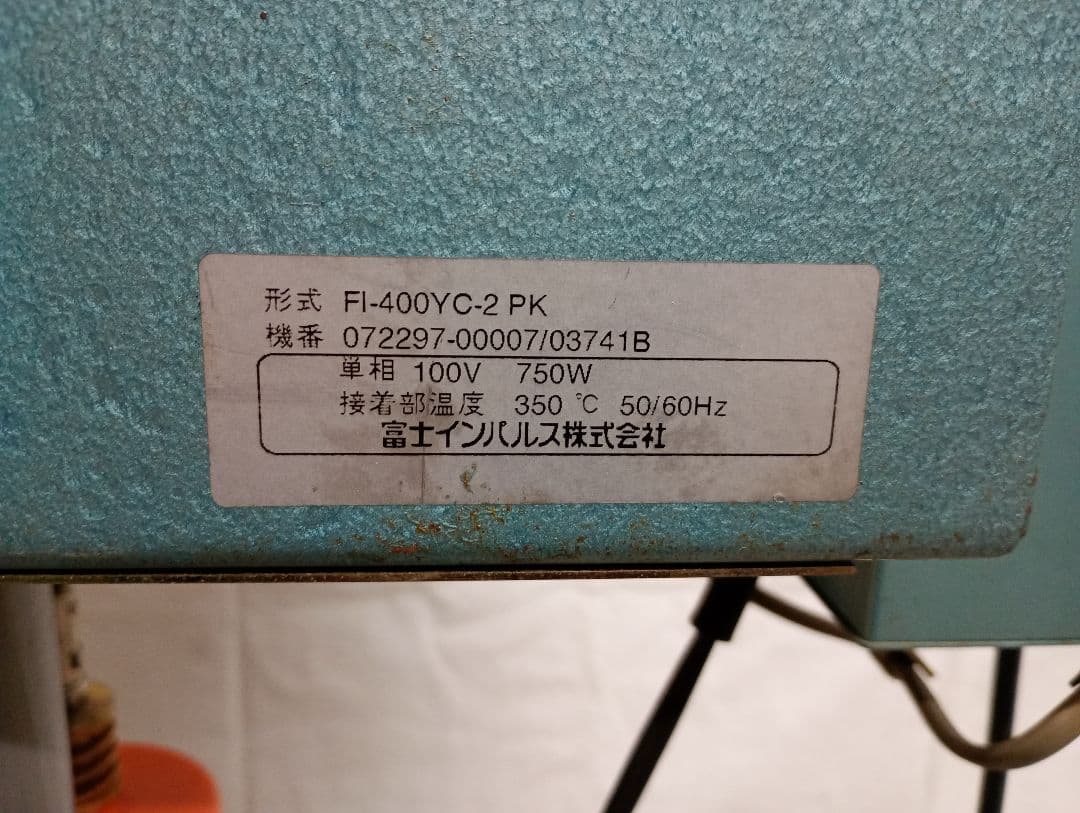 形式 FI-400YC-2 PK
機番 072297-00007/03741B
単相 100V 750W
接着部温度 350 ℃ 50/60Hz
富士インパルス株式会社